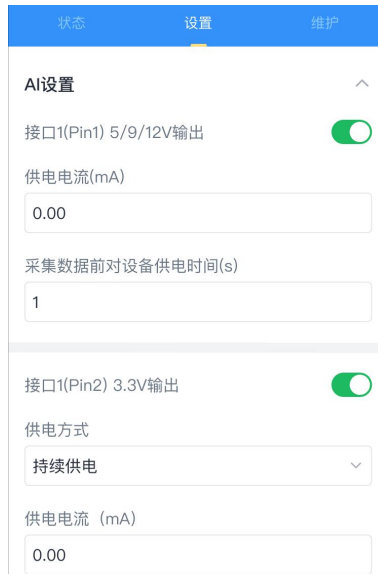 状态 设置 维护
AI设置
接口1(Pin1) 5/9/12V输出
供电电流(mA)
0.00
采集数据前对设备供电时间(s)
1
接口1(Pin2) 3.3V输出
供电方式
持续供电
供电电流（mA）
0.00